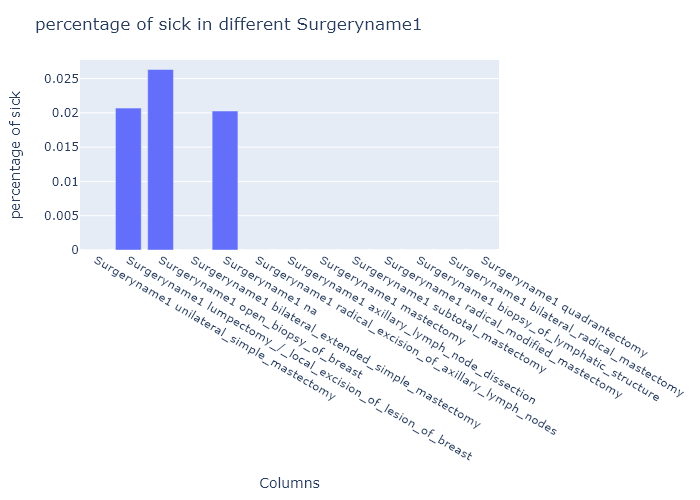 percentage of sick in different Surgeryname1
percentage of sick
0.025
0.02
0.015
0.01
0.005
0
Surgeryname1 unilateral_simple_mastectomy
Surgeryname1 lumpectomy_/_local_excision_of_lesion_of_breast
Surgeryname1 open_biopsy_of_breast
Surgeryname1 bilateral_extended_simple_mastectomy
Surgeryname1 na
Surgeryname1 radical_excision_of_axillary_lymph_nodes
Surgeryname1 axillary_lymph_node_dissection
Surgeryname1 mastectomy
Surgeryname1 subtotal_mastectomy
Surgeryname1 radical_modified_mastectomy
Surgeryname1 biopsy_of_lymphatic_structure
Surgeryname1 bilateral_radical_mastectomy
Surgeryname1 quadrantectomy
Columns